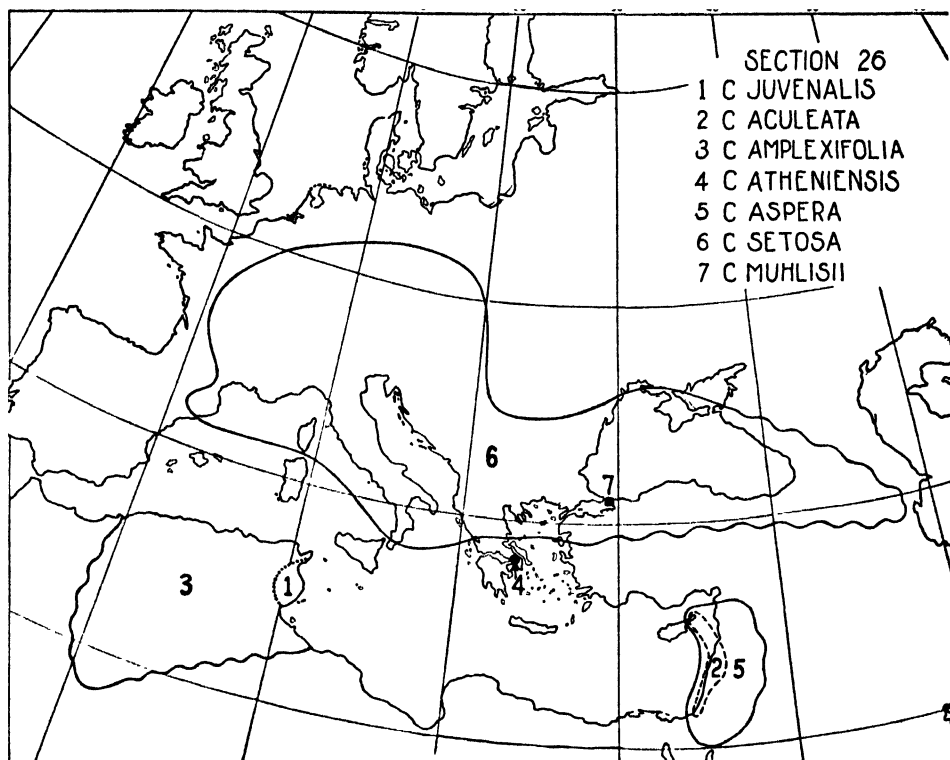 SECTION 26
1 C JUVENALIS
2 C ACULEATA
3 C AMPLEXIFOLIA
4 C ATHENIENSIS
5 C ASPERA
6 C SETOSA
7 C MUHLISII
6
7
3
1
4
2
5